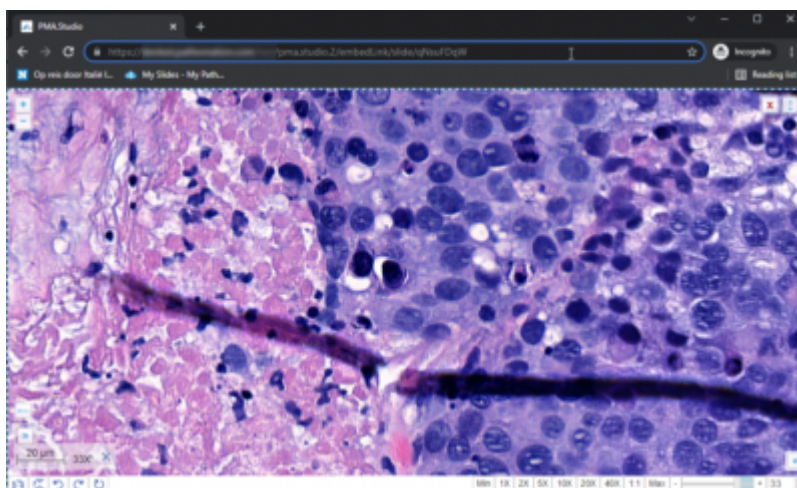 PMA.Studio
https://
/pma.studio.2/embedLink/slide/qNsuFDqW
Incognito
Op reis door Italië L...
My Slides - My Path...
Reading list
X
20 µm
33X
Min 1X 2X 5X 10X 20X 40X 1:1 Max - + 33